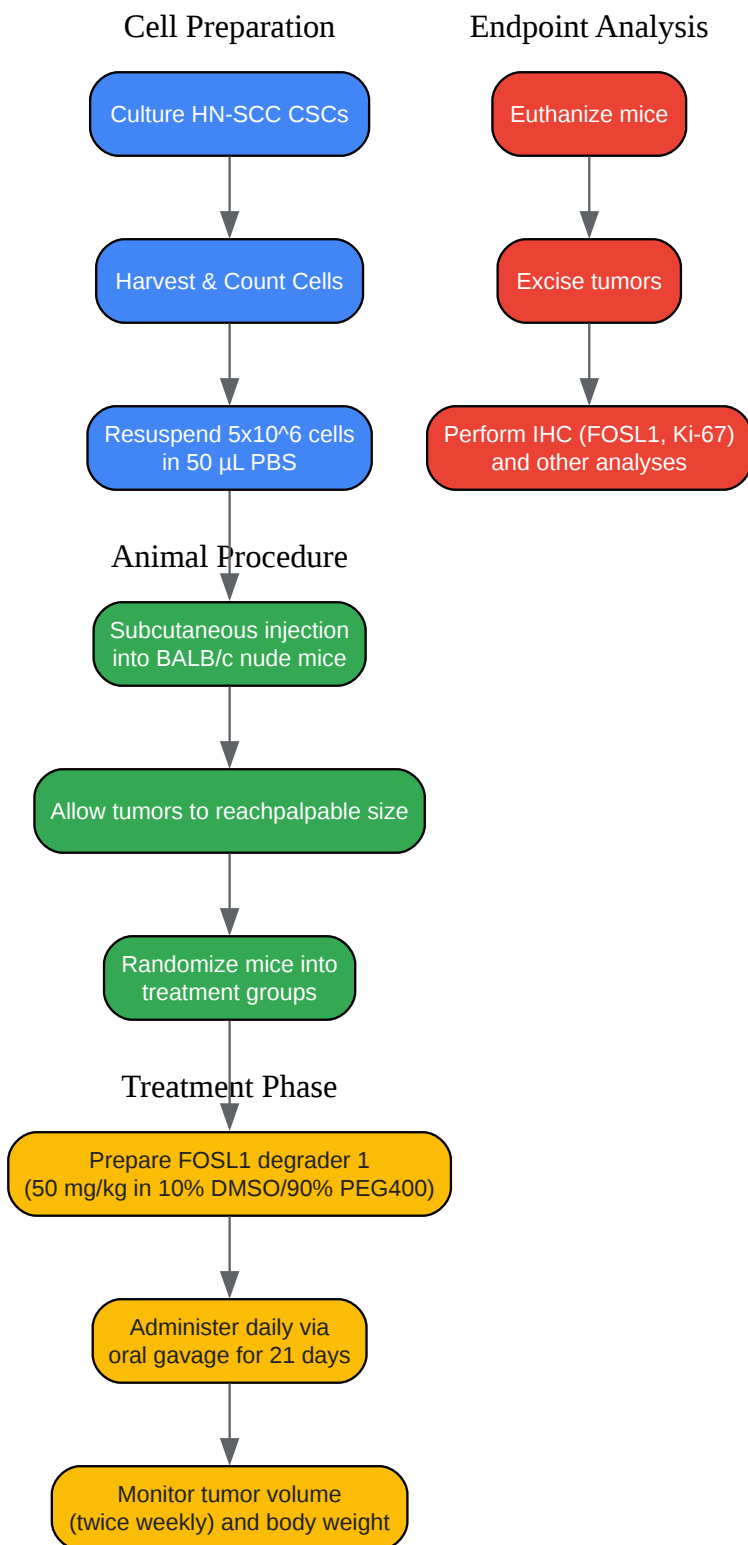 Cell Preparation
Culture HN-SCC CSCs
Harvest & Count Cells
Resuspend 5x10^6 cells
in 50 µL PBS
Animal Procedure
Subcutaneous injection
into BALB/c nude mice
Allow tumors to reachpalpable size
Randomize mice into
treatment groups
Treatment Phase
Prepare FOSL1 degrader 1
(50 mg/kg in 10% DMSO/90% PEG400)
Administer daily via
oral gavage for 21 days
Monitor tumor volume
(twice weekly) and body weight
Endpoint Analysis
Euthanize mice
Excise tumors
Perform IHC (FOSL1, Ki-67)
and other analyses